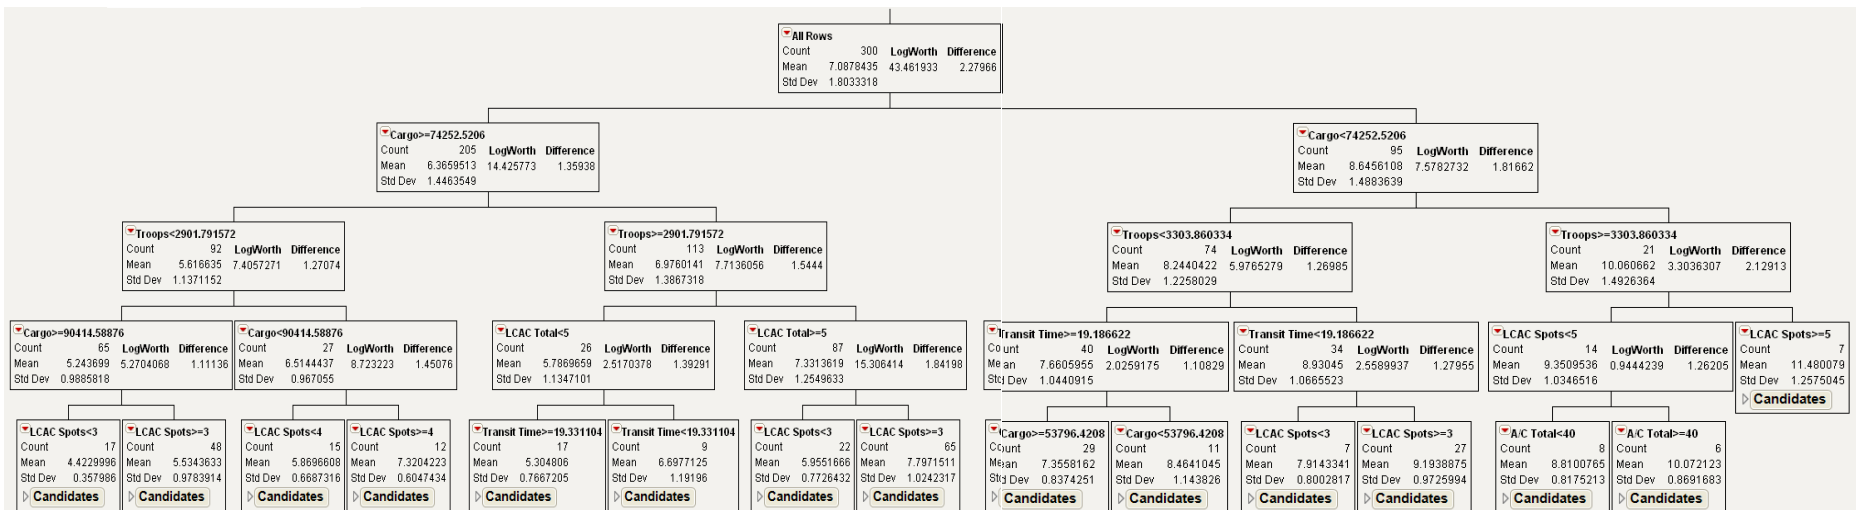 All Rows
Count 300 LogWorth Difference
Mean 7.0878435 43.461933 2.27966
Std Dev 1.8033318
Cargo>=74252.5206
Count 205 LogWorth Difference
Mean 6.3659513 14.425773 1.35938
Std Dev 1.4463549
Cargo<74252.5206
Count 95 LogWorth Difference
Mean 8.6456108 7.5782732 1.81662
Std Dev 1.4883639
Troops<2901.791572
Count 92 LogWorth Difference
Mean 5.616635 7.4057271 1.27074
Std Dev 1.1371152
Troops>=2901.791572
Count 113 LogWorth Difference
Mean 6.9760141 7.7136056 1.5444
Std Dev 1.3867318
Troops<3303.860334
Count 74 LogWorth Difference
Mean 8.2440422 5.9765279 1.26985
Std Dev 1.2258029
Troops>=3303.860334
Count 21 LogWorth Difference
Mean 10.060662 3.3036307 2.12913
Std Dev 1.4926364
Cargo>=90414.58876
Count 65 LogWorth Difference
Mean 5.243699 5.2704068 1.11136
Std Dev 0.9885818
Cargo<90414.58876
Count 27 LogWorth Difference
Mean 6.5144437 8.723223 1.45076
Std Dev 0.967055
LCAC Total<5
Count 26 LogWorth Difference
Mean 5.7869659 2.5170378 1.39291
Std Dev 1.1347101
LCAC Total>=5
Count 87 LogWorth Difference
Mean 7.3313619 15.306414 1.84198
Std Dev 1.2549633
Transit Time>=19.186622
Count 40 LogWorth Difference
Mean 7.6605955 2.0259175 1.10829
Std Dev 1.0440915
Transit Time<19.186622
Count 34 LogWorth Difference
Mean 8.93045 2.5589937 1.27955
Std Dev 1.0665523
LCAC Spots<5
Count 14 LogWorth Difference
Mean 9.3509536 0.9444239 1.26205
Std Dev 1.0346516
LCAC Spots>=5
Count 7
Mean 11.480079
Std Dev 1.2575045
Candidates
LCAC Spots<3
Count 17
Mean 4.4229996
Std Dev 0.357986
Candidates
LCAC Spots>=3
Count 48
Mean 5.5343633
Std Dev 0.9783914
Candidates
LCAC Spots<4
Count 15
Mean 5.8696608
Std Dev 0.6687316
Candidates
LCAC Spots>=4
Count 12
Mean 7.3204223
Std Dev 0.6047434
Candidates
Transit Time>=19.331104
Count 17
Mean 5.304806
Std Dev 0.7667205
Candidates
Transit Time<19.331104
Count 9
Mean 6.6977125
Std Dev 1.19196
Candidates
LCAC Spots<3
Count 22
Mean 5.9551666
Std Dev 0.7726432
Candidates
LCAC Spots>=3
Count 65
Mean 7.7971511
Std Dev 1.0242317
Candidates
Cargo>=53796.4208
Count 29
Mean 7.3558162
Std Dev 0.8374251
Candidates
Cargo<53796.4208
Count 11
Mean 8.4641045
Std Dev 1.143826
Candidates
LCAC Spots<3
Count 7
Mean 7.9143341
Std Dev 0.8002817
Candidates
LCAC Spots>=3
Count 27
Mean 9.1938875
Std Dev 0.9725994
Candidates
A/C Total<40
Count 8
Mean 8.8100765
Std Dev 0.8175213
Candidates
A/C Total>=40
Count 6
Mean 10.072123
Std Dev 0.8691683
Candidates